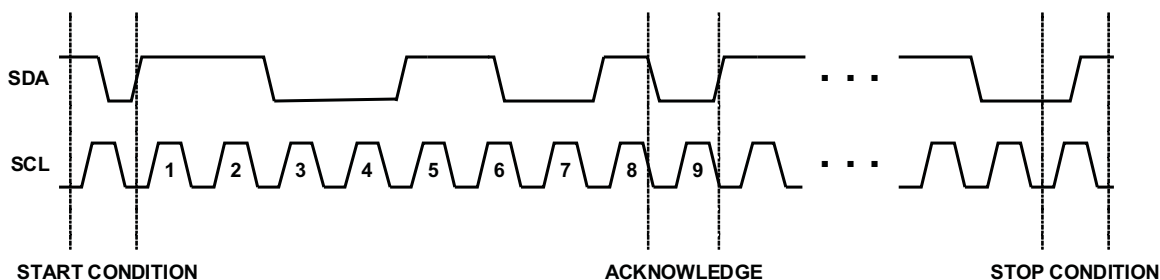 SDA
SCL 1 2 3 4 5 6 7 8 9
START CONDITION ACKNOWLEDGE STOP CONDITION